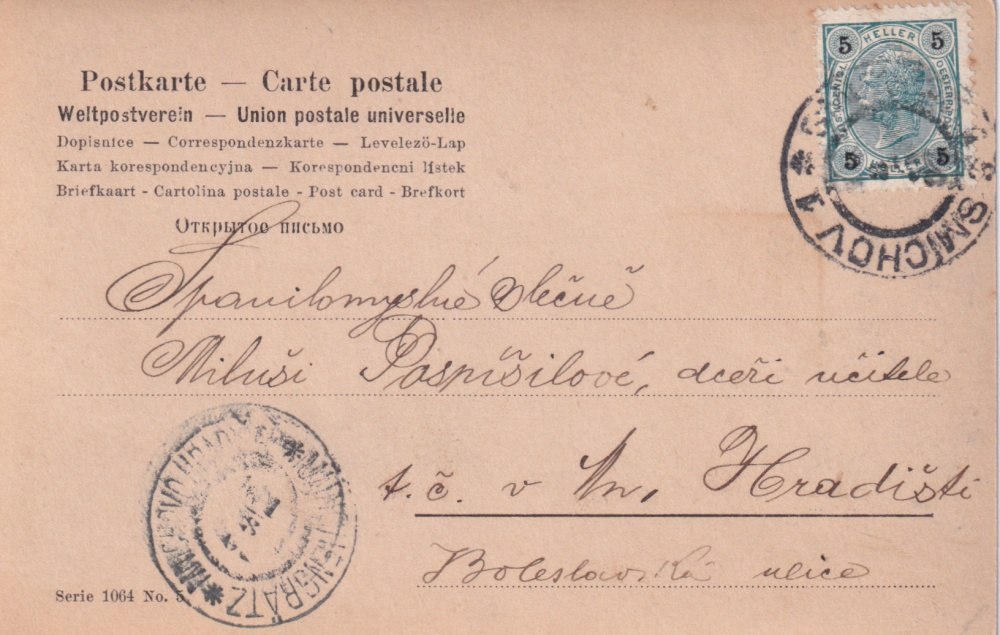 Postkarte — Carte postale
Weltpostverein — Union postale universelle
Dopisnice — Correspondenzkarte — Levelező-Lap
Karta korespondencyjna — Korespondencni lístek
Briefkaart - Cartolina postale - Post card - Brefkort
Открытое письмо
5 HELLER 5
5 5
SMÍCHOV 1
Spanilomyslné slečně
Miluši Pospíšilové, dceři učitele
t.č. v Mn. Hradišti
Boleslavská ulice
Serie 1064 No.